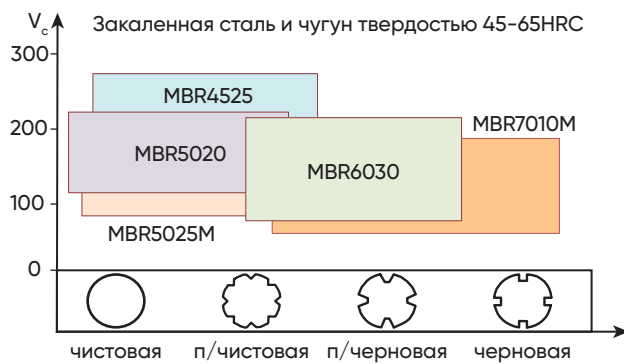 Vc Закаленная сталь и чугун твердостью 45-65HRC
300
MBR4525
200
MBR7010M
MBR5020
MBR6030
100
MBR5025M
0
чистовая п/чистовая п/черновая черновая